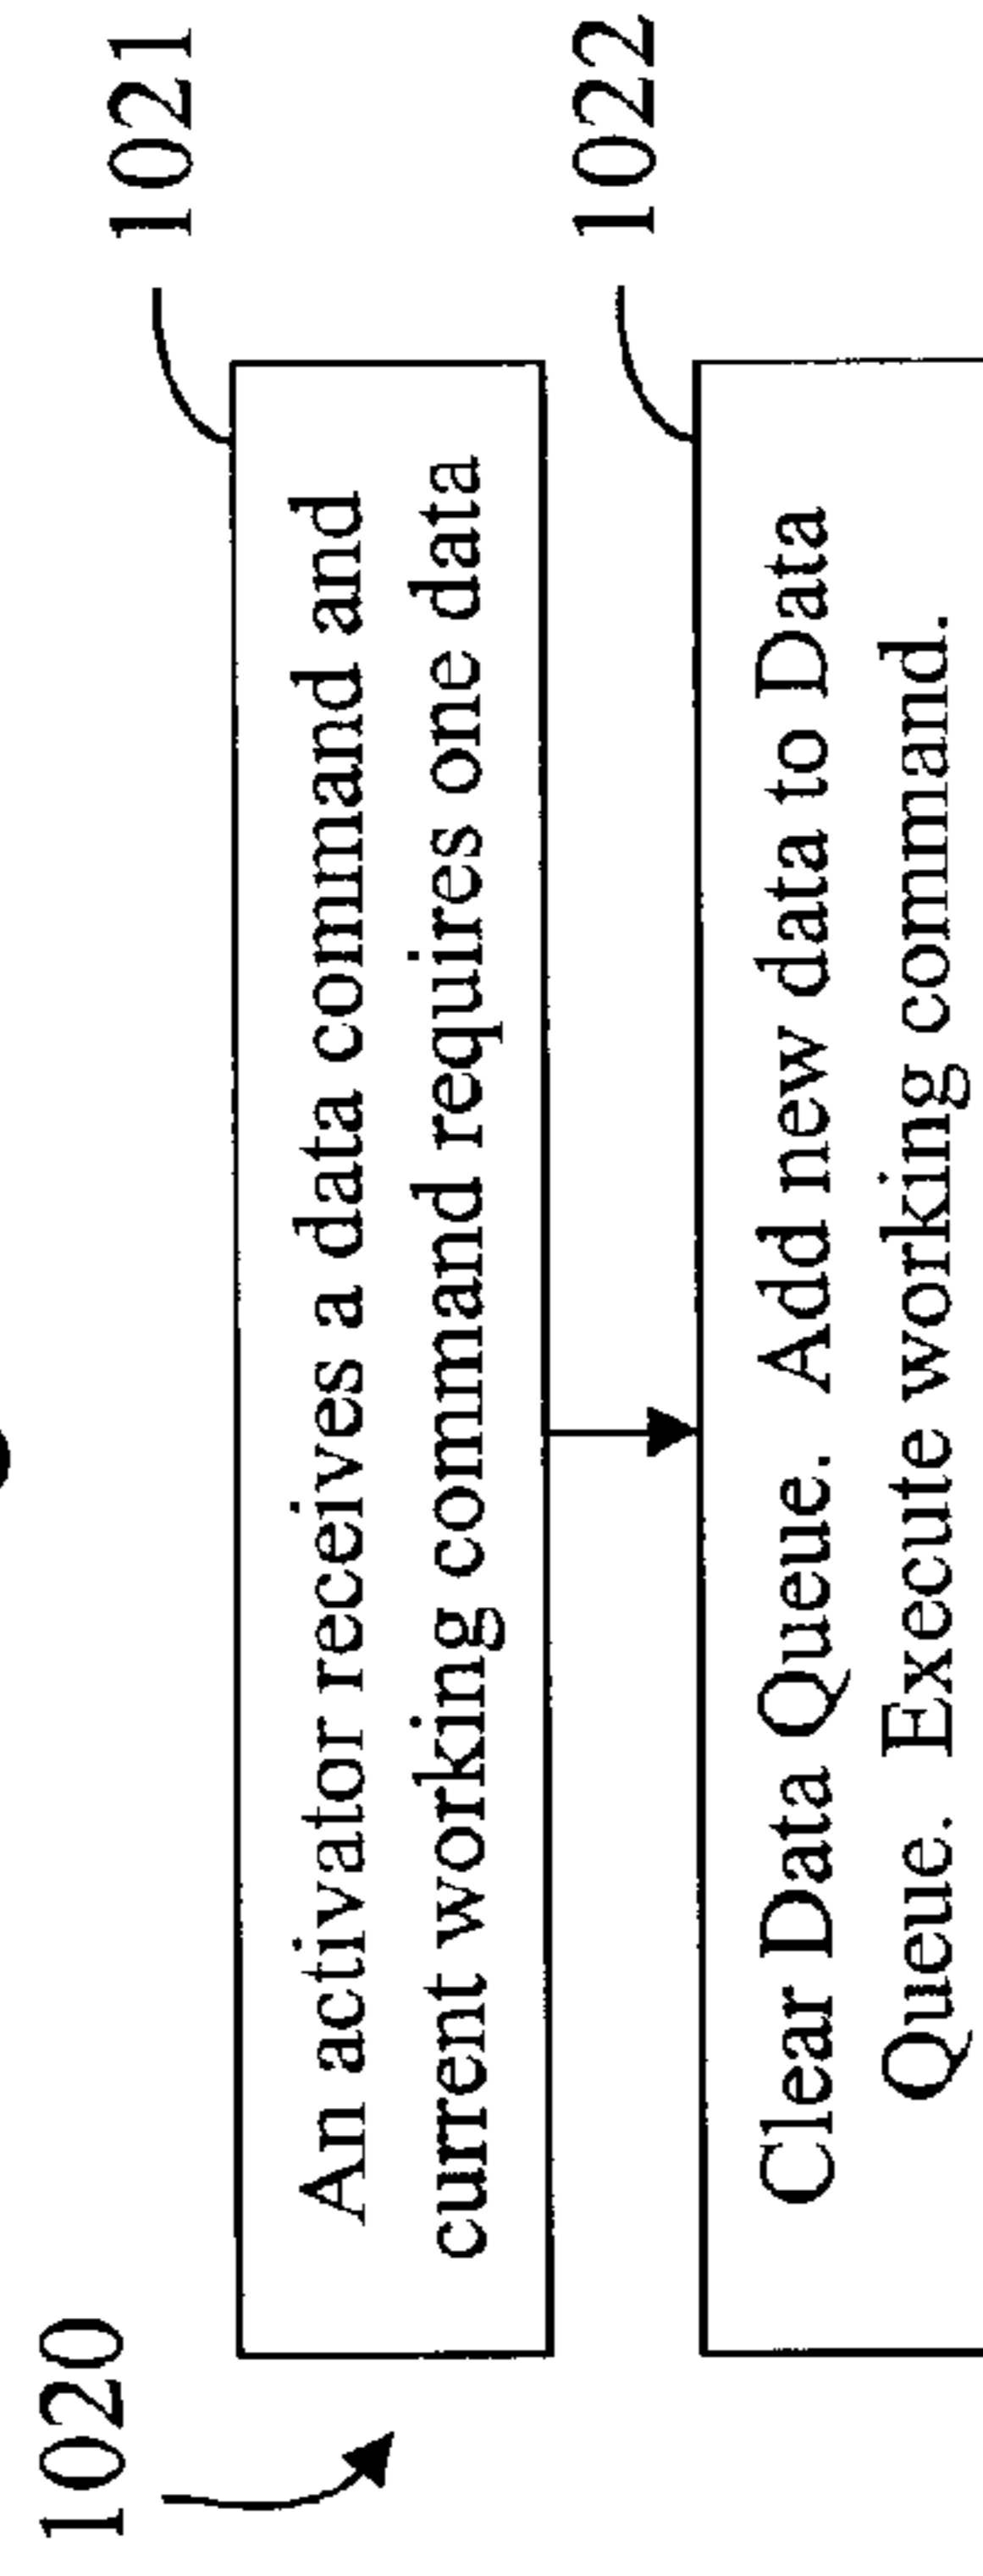 1020
1021
An activator receives a data command and
current working command requires one data
1022
Clear Data Queue. Add new data to Data
Queue. Execute working command.